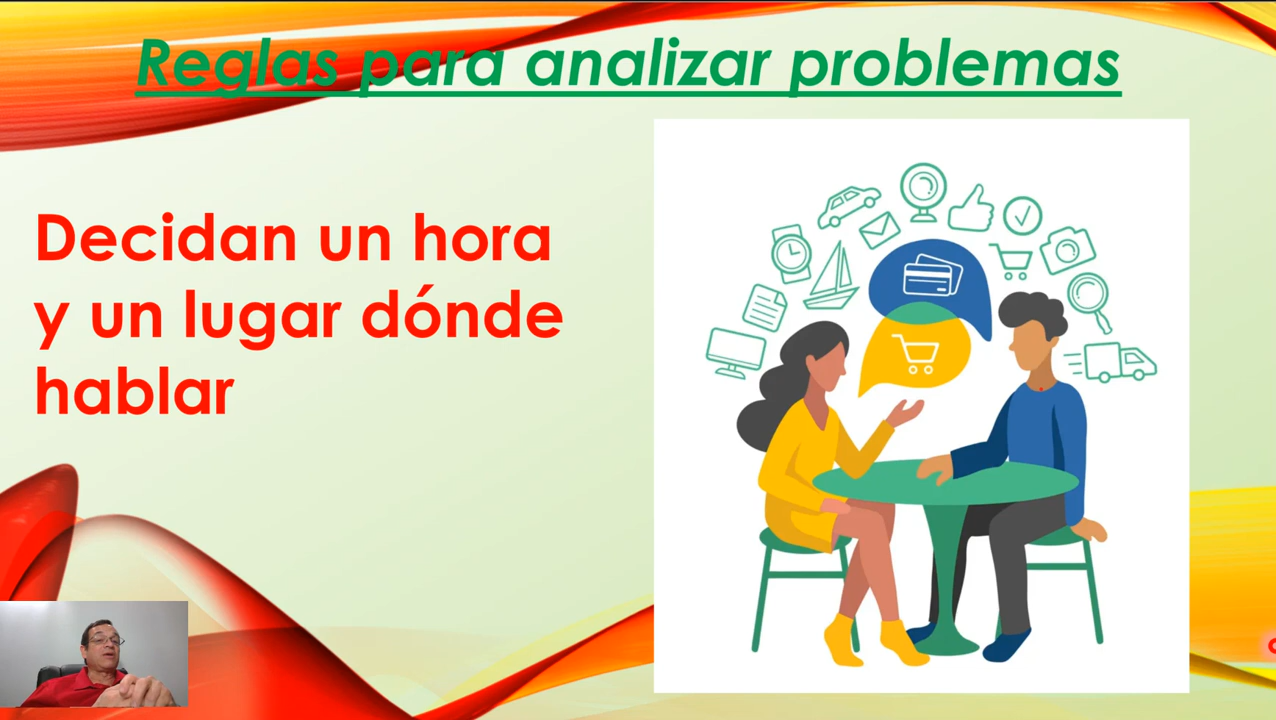 Reglas para analizar problemas
Decidan un hora
y un lugar dónde
hablar